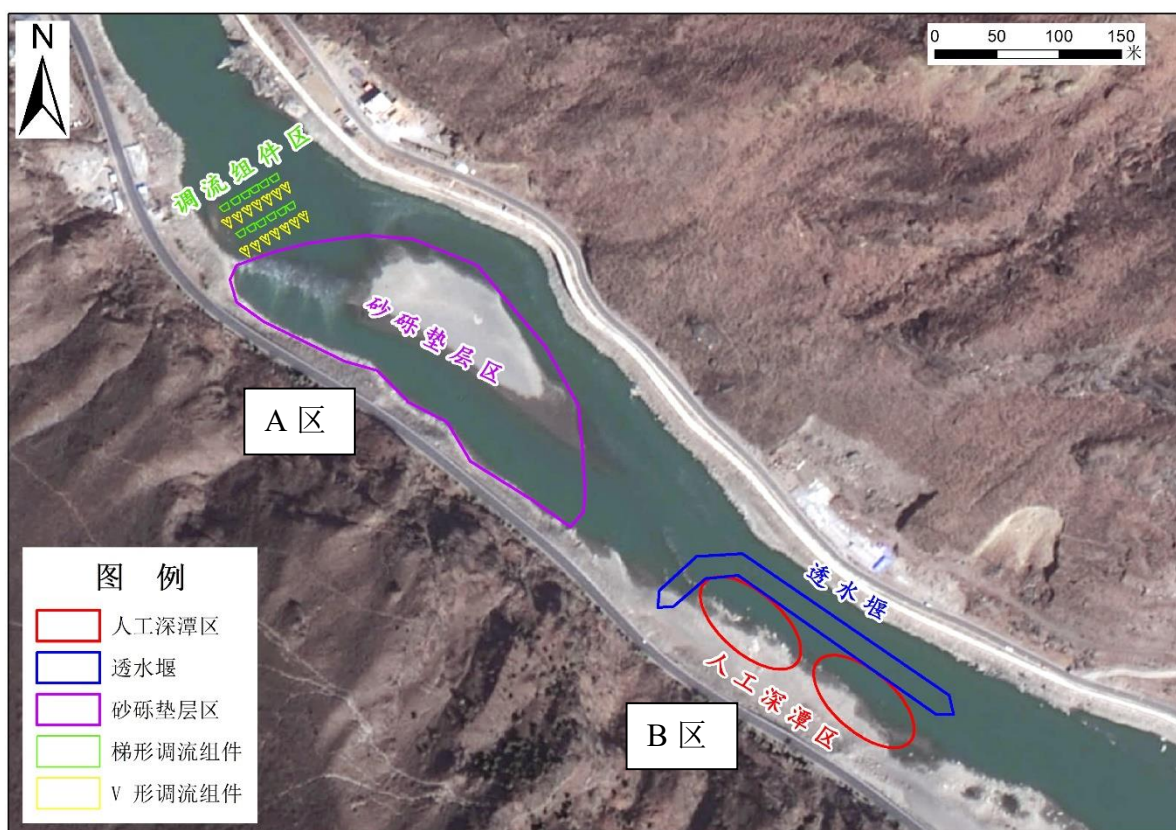 N
0 50 100 150
米
调流组件区
砂砾垫层区
A 区
透水堰
人工深潭区
B 区
图 例
人工深潭区
透水堰
砂砾垫层区
梯形调流组件
V 形调流组件